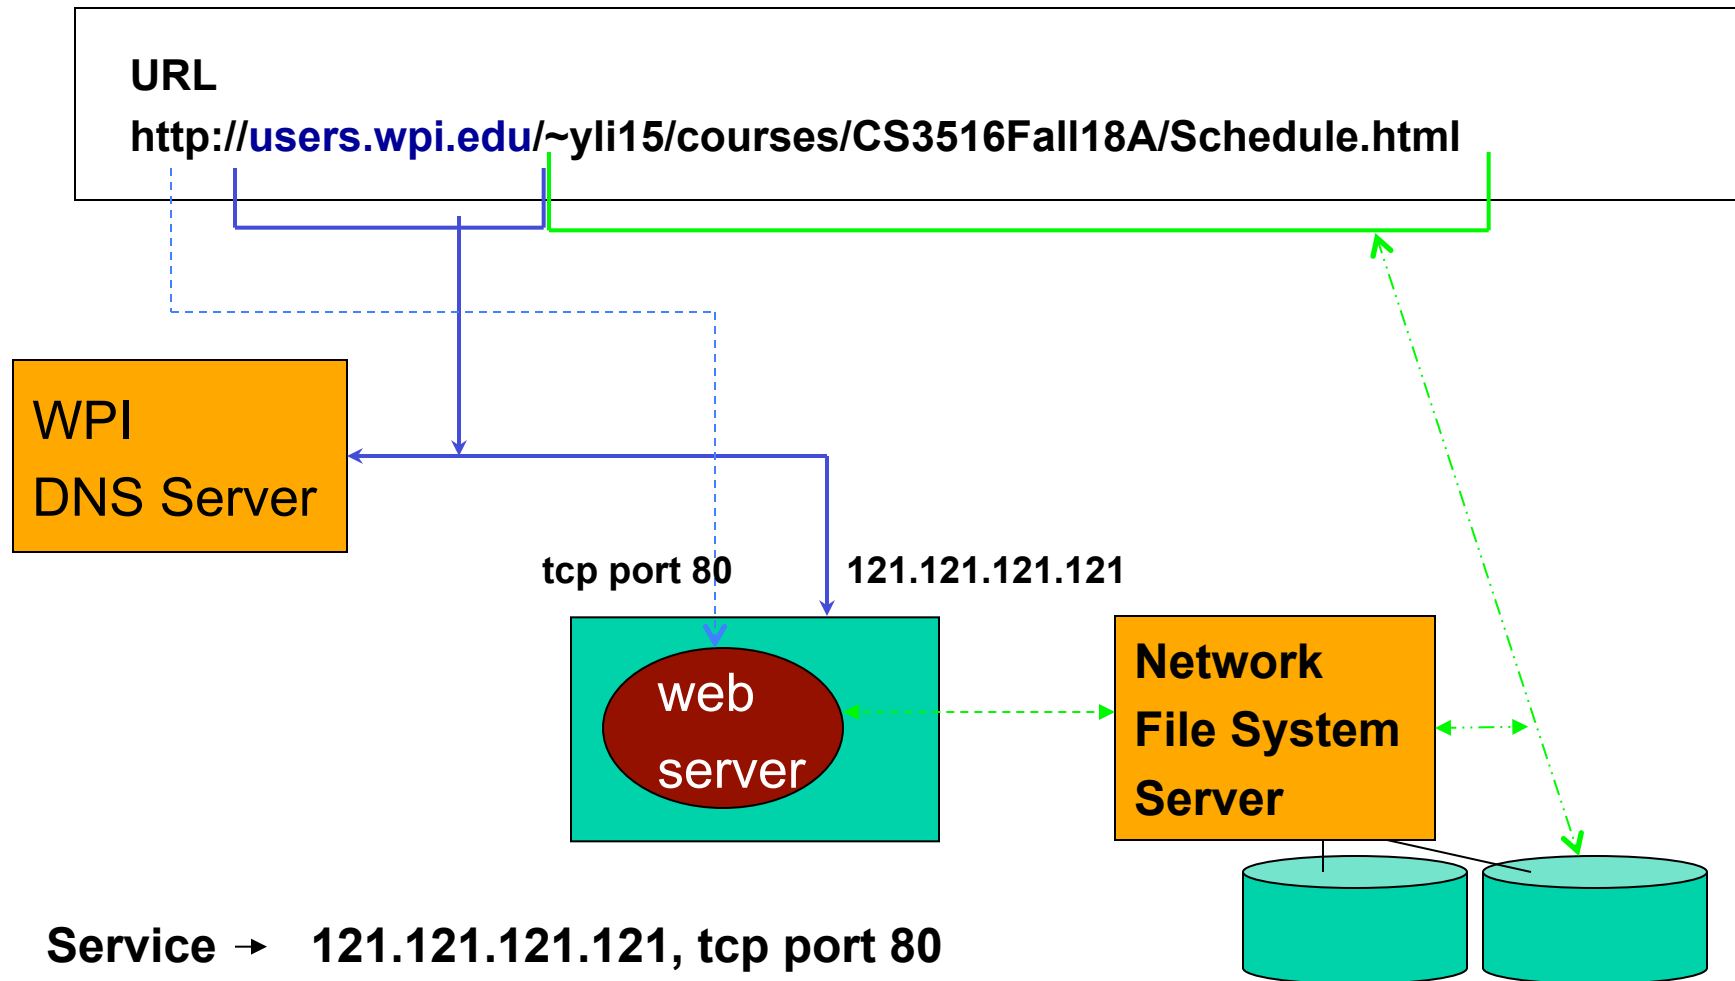 URL
http://users.wpi.edu/~yli15/courses/CS3516Fall18A/Schedule.html
WPI
DNS Server
tcp port 80
121.121.121.121
web
server
Network
File System
Server
Service → 121.121.121.121, tcp port 80